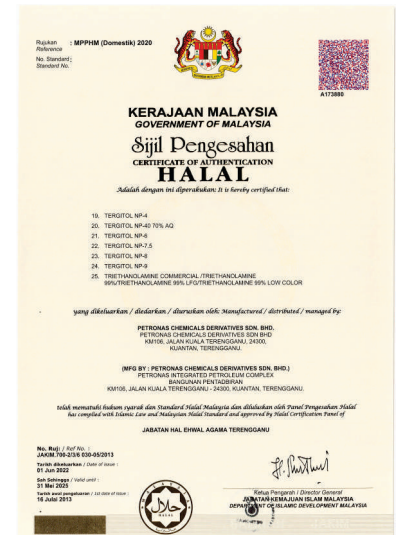 Rujukan : MPPHM (Domestik) 2020
Reference
No. Standard :
Standard No.
A173880
KERAJAAN MALAYSIA
GOVERNMENT OF MALAYSIA
Sijil Pengesahan
CERTIFICATE OF AUTHENTICATION
HALAL
Adalah dengan ini diperakukan: It is hereby certified that:
19. TERGITOL NP-4
20. TERGITOL NP-40 70% AQ
21. TERGITOL NP-6
22. TERGITOL NP-7,5
23. TERGITOL NP-8
24. TERGITOL NP-9
25. TRIETHANOLAMINE COMMERCIAL /TRIETHANOLAMINE
99%/TRIETHANOLAMINE 99% LFG/TRIETHANOLAMINE 99% LOW COLOR
yang dikeluarkan / diedarkan / diuruskan oleh: Manufactured / distributed / managed by:
PETRONAS CHEMICALS DERIVATIVES SDN. BHD.
PETRONAS CHEMICALS DERIVATIVES SDN BHD
KM106, JALAN KUALA TERENGGANU, 24300,
KUANTAN, TERENGGANU.
(MFG BY : PETRONAS CHEMICALS DERIVATIVES SDN. BHD.)
PETRONAS INTEGRATED PETROLEUM COMPLEX
BANGUNAN PENTADBIRAN
KM106, JALAN KUALA TERENGGANU - 24300, KUANTAN, TERENGGANU.
telah mematuhi hukum syarak dan Standard Halal Malaysia dan diluluskan oleh Panel Pengesahan Halal
has complied with Islamic Law and Malaysian Halal Standard and approved by Halal Certification Panel of
JABATAN HAL EHWAL AGAMA TERENGGANU
No. Ruji / Ref No. :
JAKIM.700-2/3/6 030-05/2013
Tarikh dikeluarkan / Date of issue :
01 Jun 2022
Sah Sehingga / Valid until :
31 Mei 2025
Tarikh awal pengeluaran / 1st date of issue :
16 Julai 2013
حلال
HALAL
Ketua Pengarah / Director General
JABATAN KEMAJUAN ISLAM MALAYSIA
DEPARTMENT OF ISLAMIC DEVELOPMENT MALAYSIA